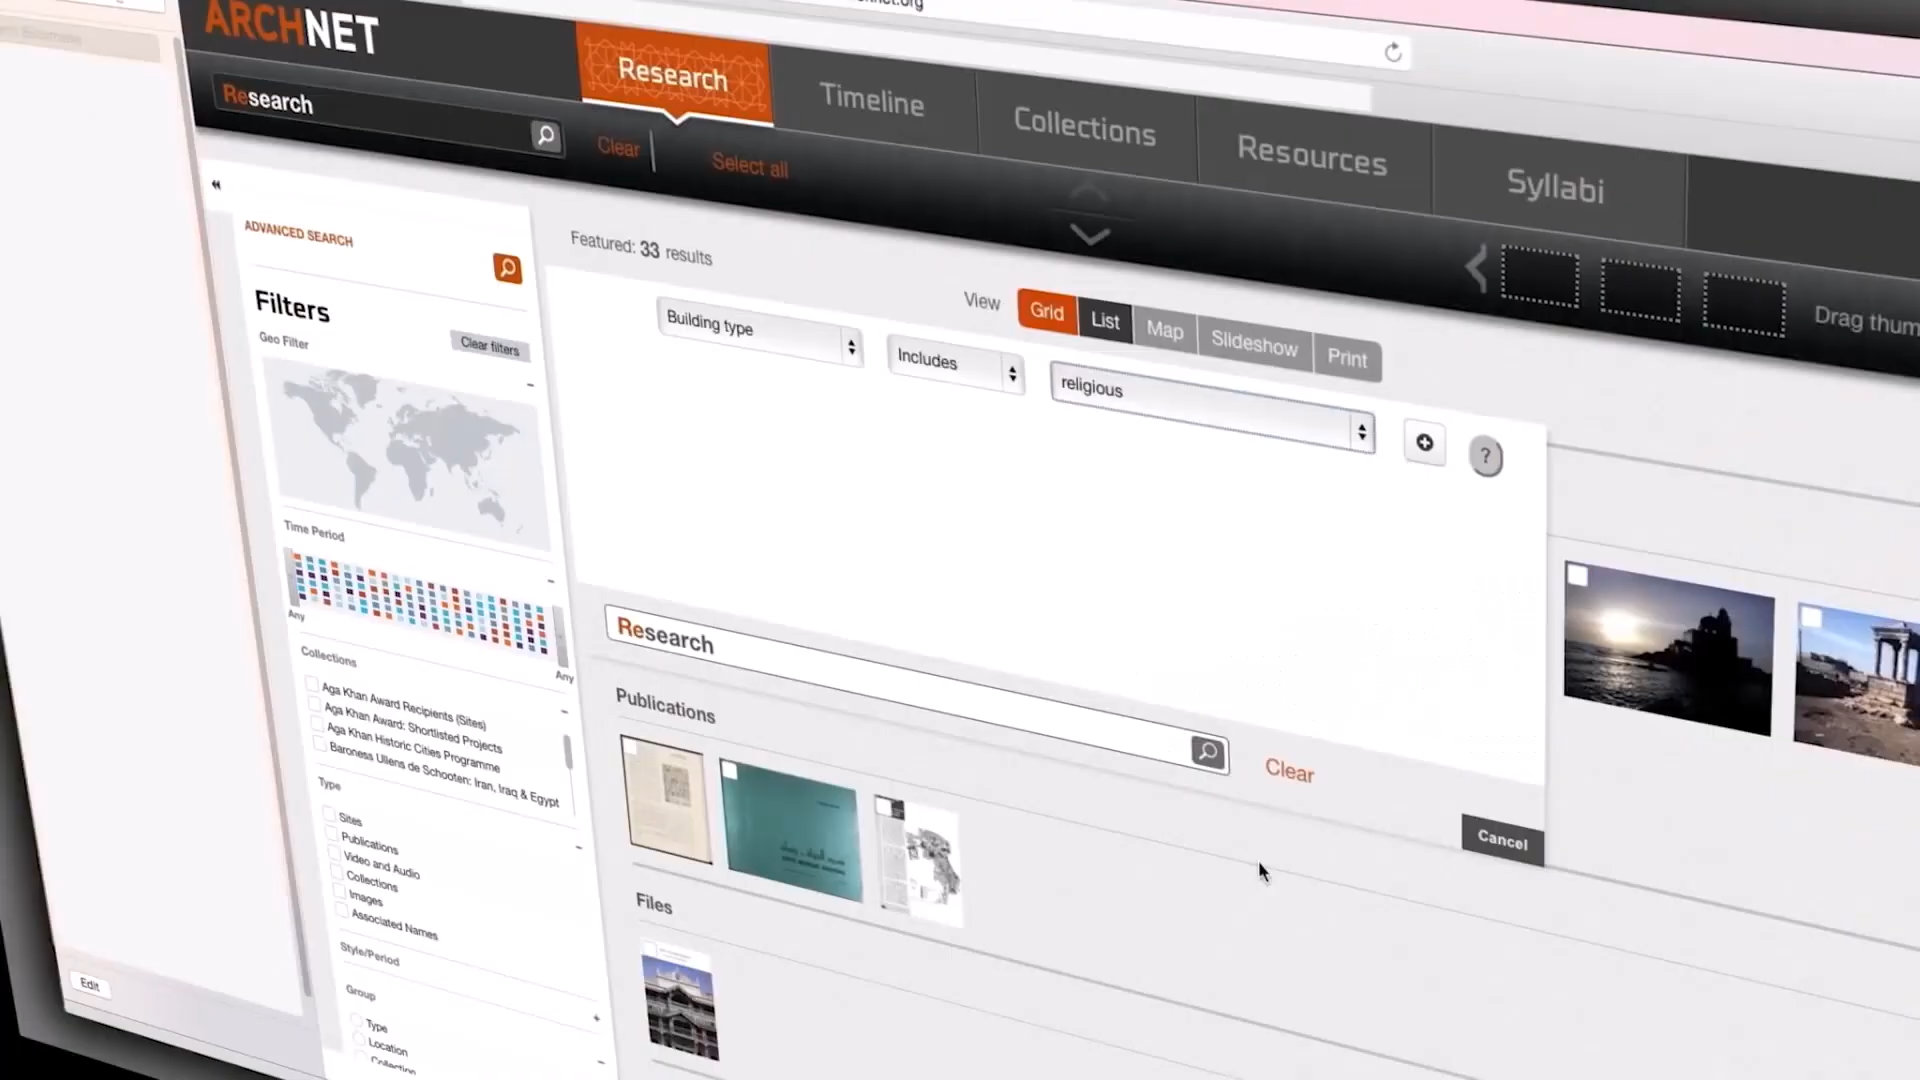 ARCHNET
Research
Timeline
Collections
Resources
Syllabi
Research
Clear
Select all
Drag thum
ADVANCED SEARCH
Featured: 33 results
Filters
Clear filters
Geo Filter
View
Grid
List
Map
Slideshow
Print
Building type
Includes
religious
?
Time Period
Any
Any
Collections
Aga Khan Award Recipients (Sites)
Aga Khan Award: Shortlisted Projects
Aga Khan Historic Cities Programme
Baroness Ullens de Schooten: Iran, Iraq & Egypt
Type
Sites
Publications
Video and Audio
Collections
Images
Associated Names
Style/Period
Group
Type
Location
Collection
Research
Clear
Cancel
Publications
Files
Edit